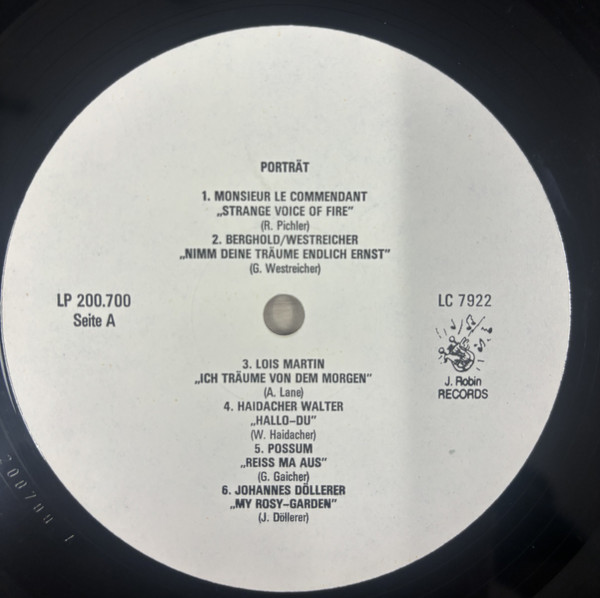 PORTRÄT
1. MONSIEUR LE COMMENDANT
„STRANGE VOICE OF FIRE”
(R. Pichler)
2. BERGHOLD/WESTREICHER
„NIMM DEINE TRÄUME ENDLICH ERNST”
(G. Westreicher)
LP 200.700
Seite A
LC 7922
J. Robin
RECORDS
3. LOIS MARTIN
„ICH TRÄUME VON DEM MORGEN”
(A. Lane)
4. HAIDACHER WALTER
„HALLO–DU”
(W. Haidacher)
5. POSSUM
„REISS MA AUS”
(G. Gaicher)
6. JOHANNES DÖLLERER
„MY ROSY–GARDEN”
(J. Döllerer)